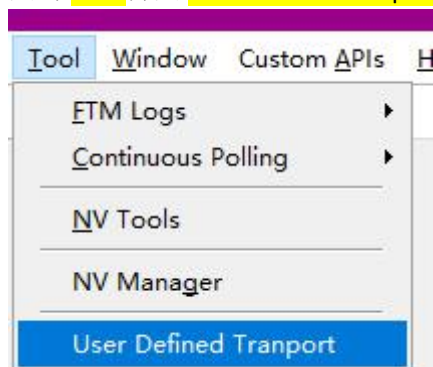 Tool Window Custom APIs H
FTM Logs
Continuous Polling
NV Tools
NV Manager
User Defined Tranport